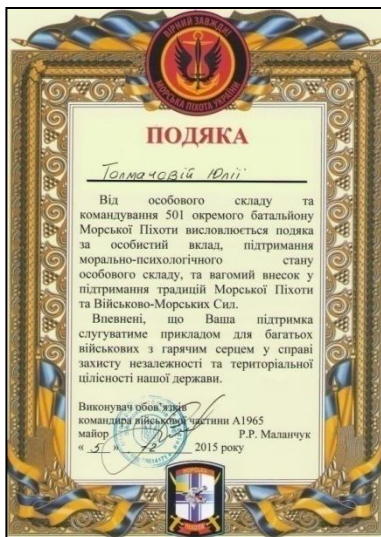 ВІРНИЙ ЗАВЖДИ
МОРСЬКА ПІХОТА УКРАЇНИ
ПОДЯКА
Толмачовій Юлії
Від особового складу та
командування 501 окремого батальйону
Морської Піхоти висловлюється подяка
за особистий вклад, підтримання
морально-психологічного стану
особового складу, та вагомий внесок у
підтримання традицій Морської Піхоти
та Військово-Морських Сил.
Впевнені, що Ваша підтримка
слугуватиме прикладом для багатьох
військових з гарячим серцем у справі
захисту незалежності та територіальної
цілісності нашої держави.
Виконувач обов'язків
командира військової частини А1965
майор Р.Р. Маланчук
« 5 » 12 2015 року
МОРСЬКА
ПІХОТА